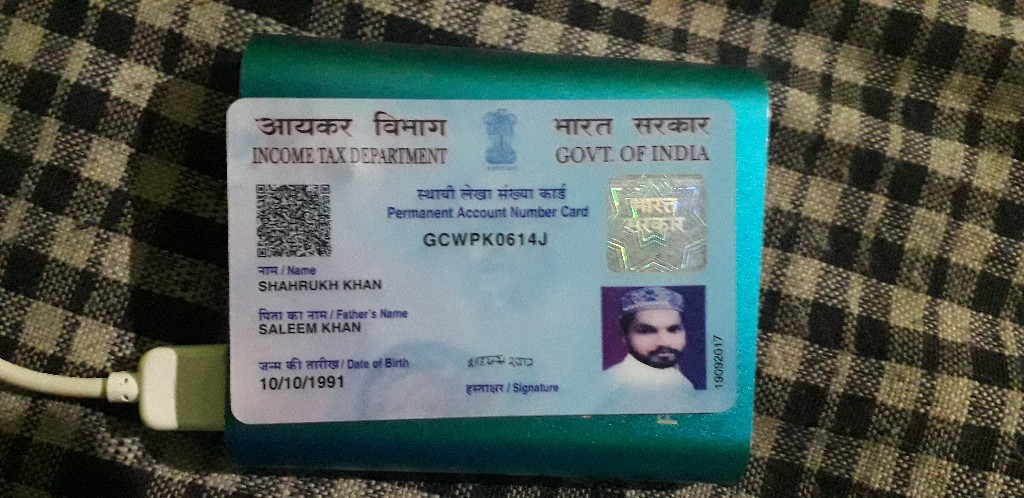 आयकर विभाग
INCOME TAX DEPARTMENT
भारत सरकार
GOVT. OF INDIA
स्थायी लेखा संख्या कार्ड
Permanent Account Number Card
GCWPK0614J
भारत
सरकार
नाम / Name
SHAHRUKH KHAN
पिता का नाम / Father's Name
SALEEM KHAN
जन्म की तारीख / Date of Birth
10/10/1991
हस्ताक्षर / Signature
19092017